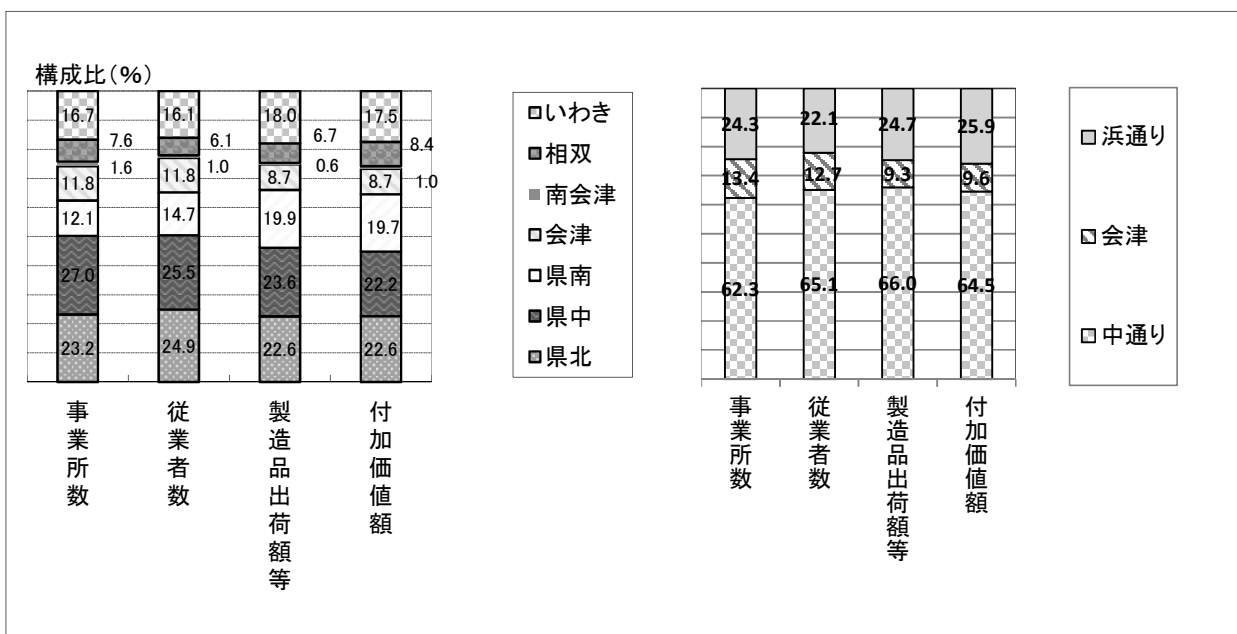 構成比(%)
16.7
16.1
18.0
17.5
7.6
6.1
6.7
8.4
1.6
1.0
0.6
1.0
11.8
11.8
8.7
8.7
12.1
14.7
19.9
19.7
27.0
25.5
23.6
22.2
23.2
24.9
22.6
22.6
事業所数
従業者数
製造品出荷額等
付加価値額
いわき
相双
南会津
会津
県南
県中
県北
24.3
22.1
24.7
25.9
13.4
12.7
9.3
9.6
62.3
65.1
66.0
64.5
事業所数
従業者数
製造品出荷額等
付加価値額
浜通り
会津
中通り